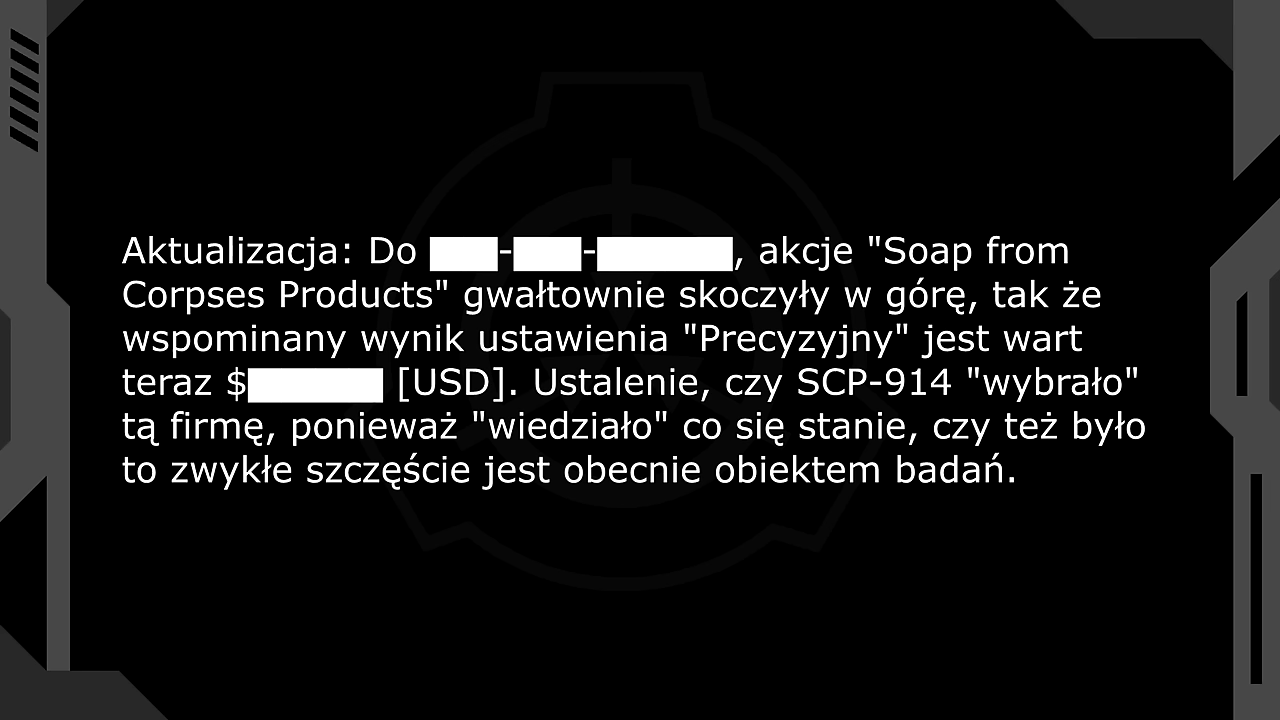 Aktualizacja: Do ██-██-████, akcje "Soap from
Corpses Products" gwałtownie skoczyły w górę, tak że
wspominany wynik ustawienia "Precyzyjny" jest wart
teraz $████ [USD]. Ustalenie, czy SCP-914 "wybrało"
tą firmę, ponieważ "wiedziało" co się stanie, czy też było
to zwykłe szczęście jest obecnie obiektem badań.